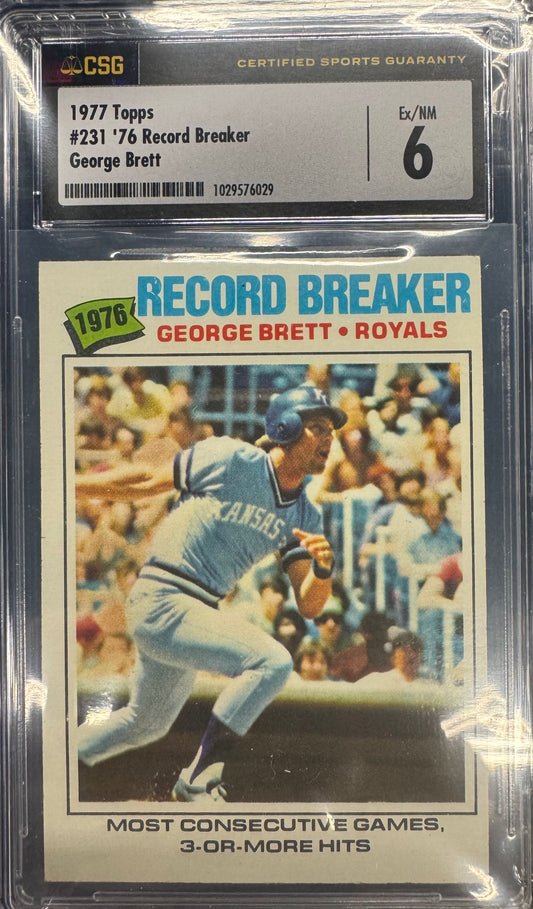 CSG
CERTIFIED SPORTS GUARANTY
1977 Topps
#231 '76 Record Breaker
George Brett
Ex/NM
6
1029576029
1976
RECORD BREAKER
GEORGE BRETT • ROYALS
KANSAS
MOST CONSECUTIVE GAMES,
3-OR-MORE HITS